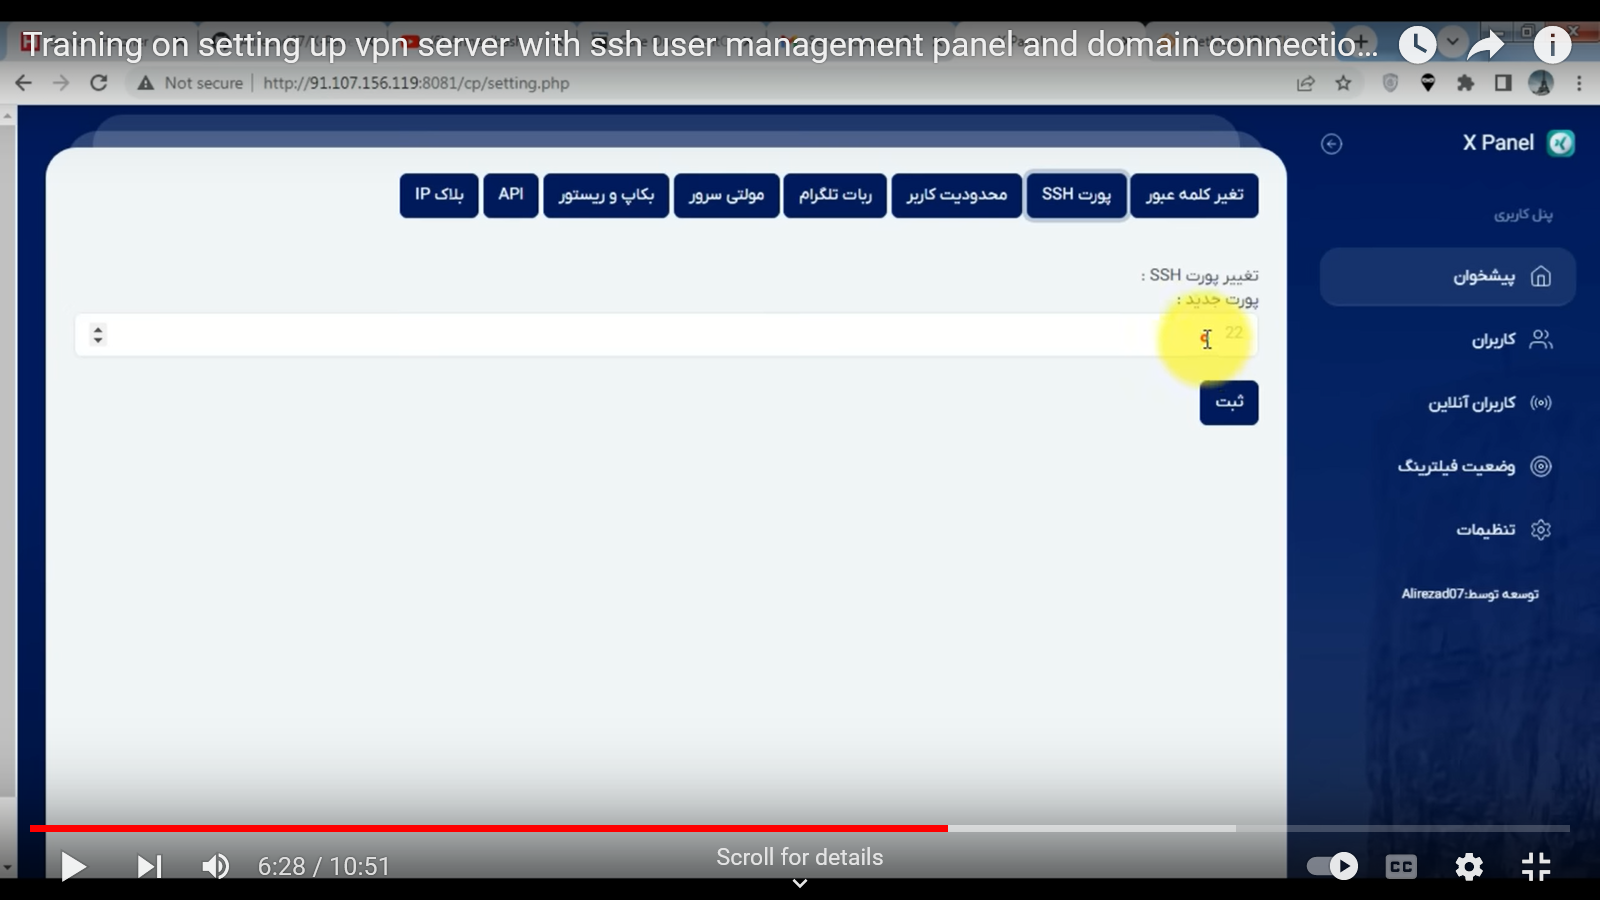 Training on setting up vpn server with ssh user management panel and domain connectio...
Not secure | http://91.107.156.119:8081/cp/setting.php
X Panel
پنل کاربری
پیشخوان
کاربران
کاربران آنلاین
وضعیت فیلترینگ
تنظیمات
توسعه توسط:Alirezad07
تغیر کلمه عبور
پورت SSH
محدودیت کاربر
ربات تلگرام
مولتی سرور
بکاپ و ریستور
API
بلاک IP
تغییر پورت SSH :
پورت جدید :
22
ثبت
6:28 / 10:51
Scroll for details
CC